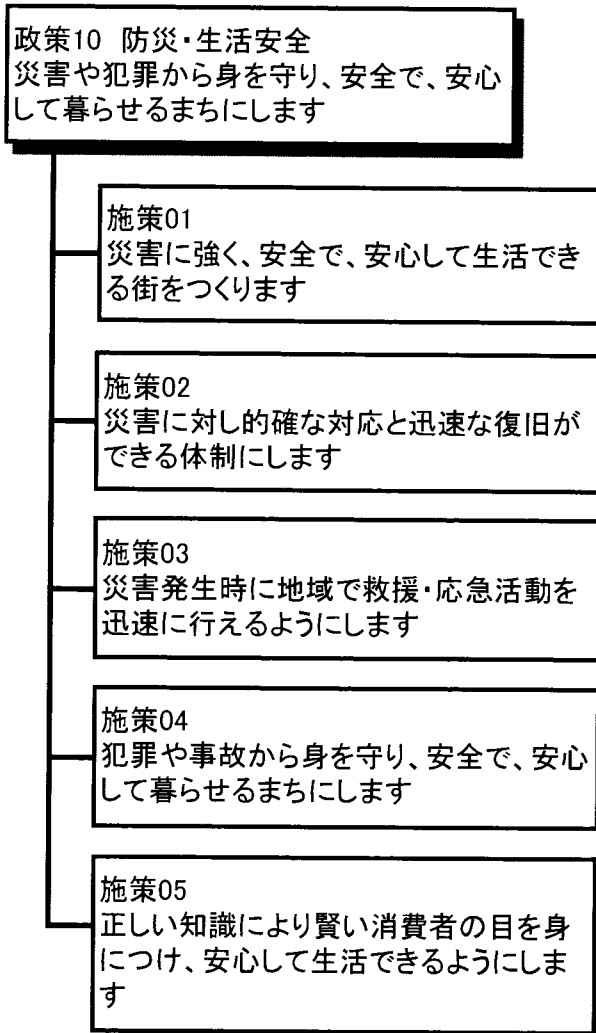 政策10 防災・生活安全
災害や犯罪から身を守り、安全で、安心
して暮らせるまちにします
施策01
災害に強く、安全で、安心して生活でき
る街をつくります
施策02
災害に対し的確な対応と迅速な復旧が
できる体制にします
施策03
災害発生時に地域で救援・応急活動を
迅速に行えるようにします
施策04
犯罪や事故から身を守り、安全で、安心
して暮らせるまちにします
施策05
正しい知識により賢い消費者の目を身
につけ、安心して生活できるようにしま
す